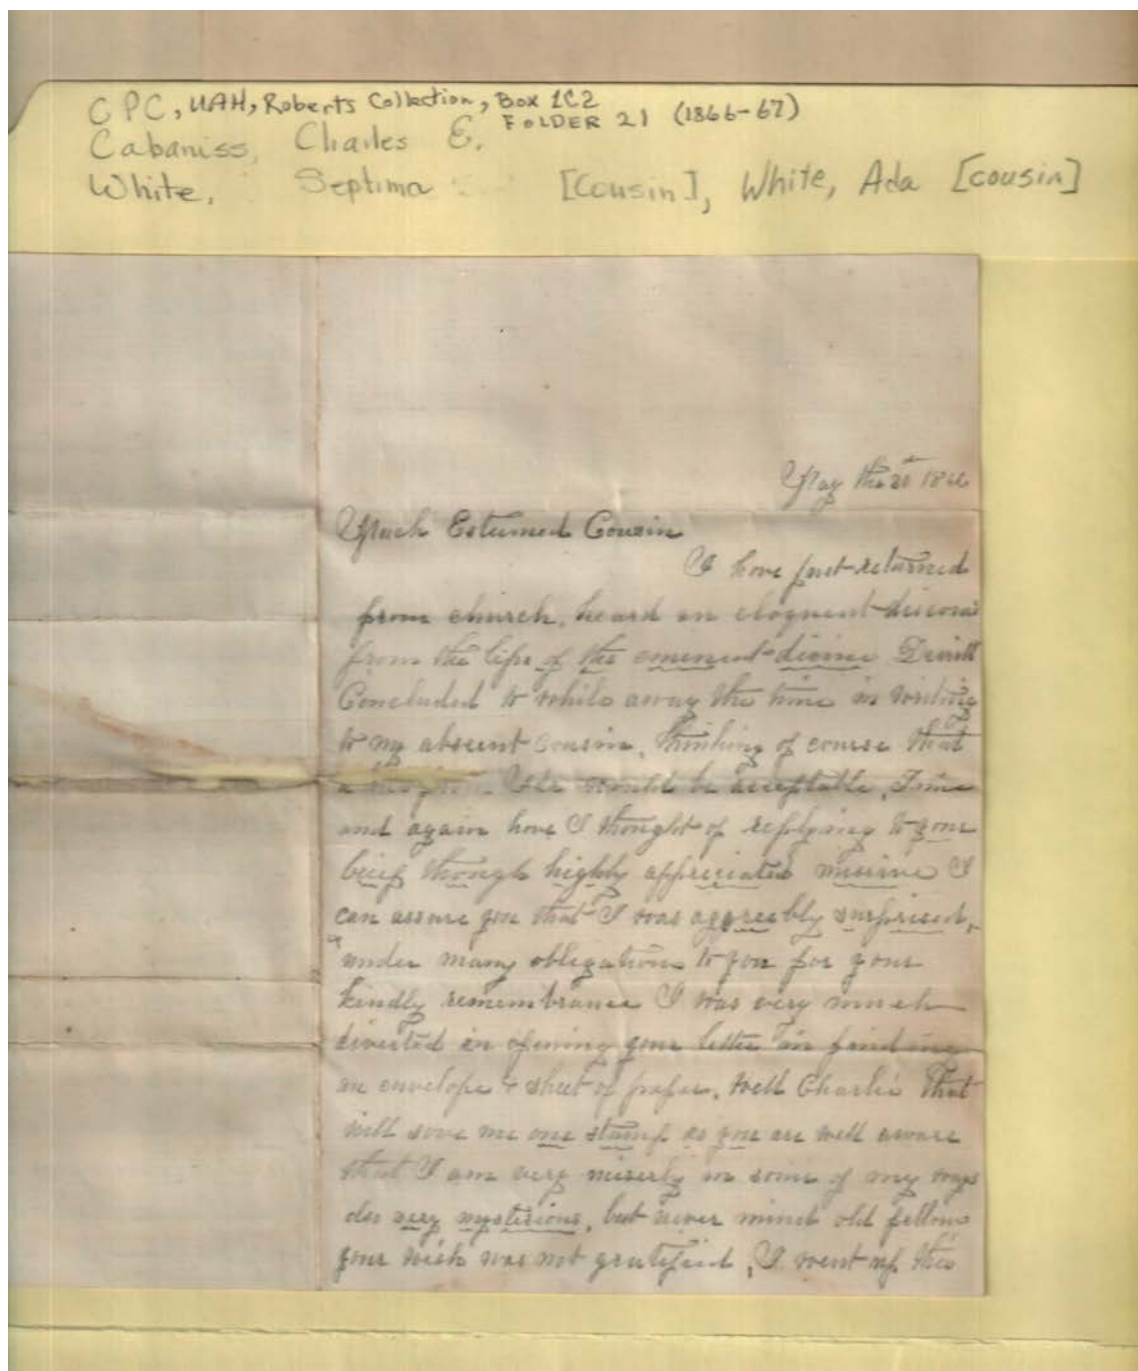 CPC, UAH, Roberts Collection, Box 1C2
FOLDER 21 (1866-67)
Cabaniss, Charles E.
White, Septima [Cousin], White, Ada [cousin]
May the 20th 1866
Much Esteemed Cousin
I have just returned
from church, heard an eloquent discours
from the lips of the emenent divine
Concluded to while away the time in writing
to my absent Cousin, thinking of course that
would be acceptable, Time
and again have I thought of replying to your
brief though highly appreciated missive I
can assure you that I was aggreebly surprised,
under many obligations to you for your
kindly remembrance I was very much
diverted in opening your letter in finding
an envelope & sheet of paper, Well Charlie that
will save me one stamp as you are well aware
that I am very miserly in some of my ways
also very mysterious, but never mind old fellow
your wish was not gratified, I went up the